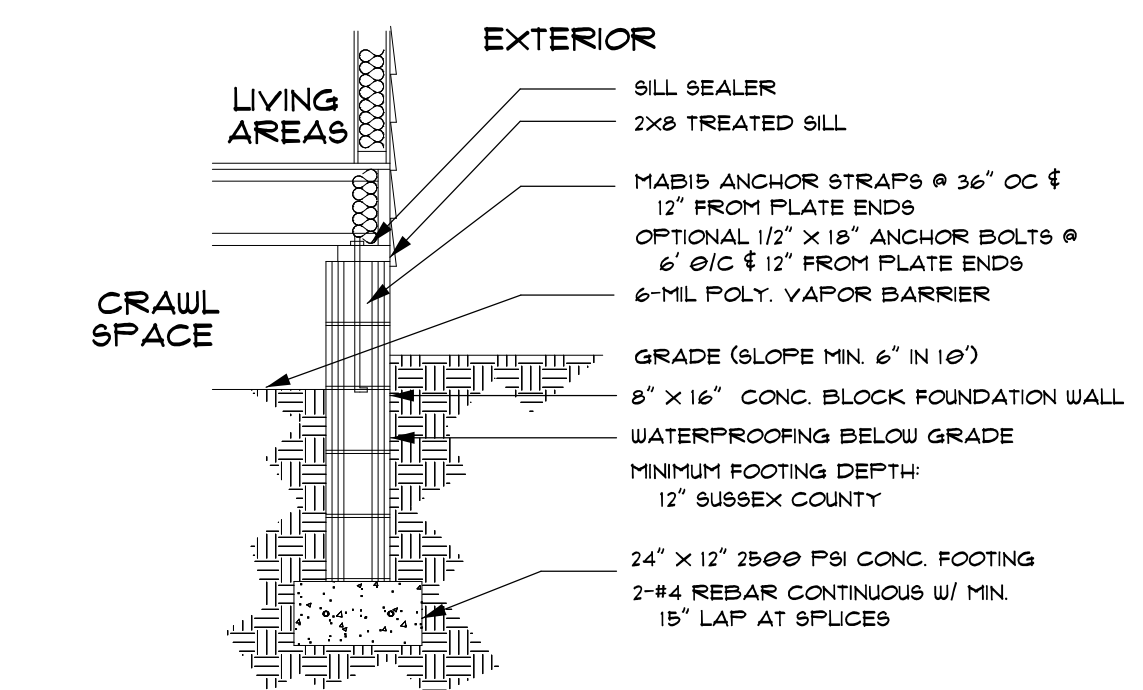 EXTERIOR
LIVING
AREAS
SILL SEALER
2X8 TREATED SILL
MAB15 ANCHOR STRAPS @ 36" OC &
12" FROM PLATE ENDS
OPTIONAL 1/2" X 18" ANCHOR BOLTS @
6' O/C & 12" FROM PLATE ENDS
6-MIL POLY. VAPOR BARRIER
CRAWL
SPACE
GRADE (SLOPE MIN. 6" IN 10')
8" X 16" CONC. BLOCK FOUNDATION WALL
WATERPROOFING BELOW GRADE
MINIMUM FOOTING DEPTH:
12" SUSSEX COUNTY
24" X 12" 2500 PSI CONC. FOOTING
2-#4 REBAR CONTINUOUS W/ MIN.
15" LAP AT SPLICES